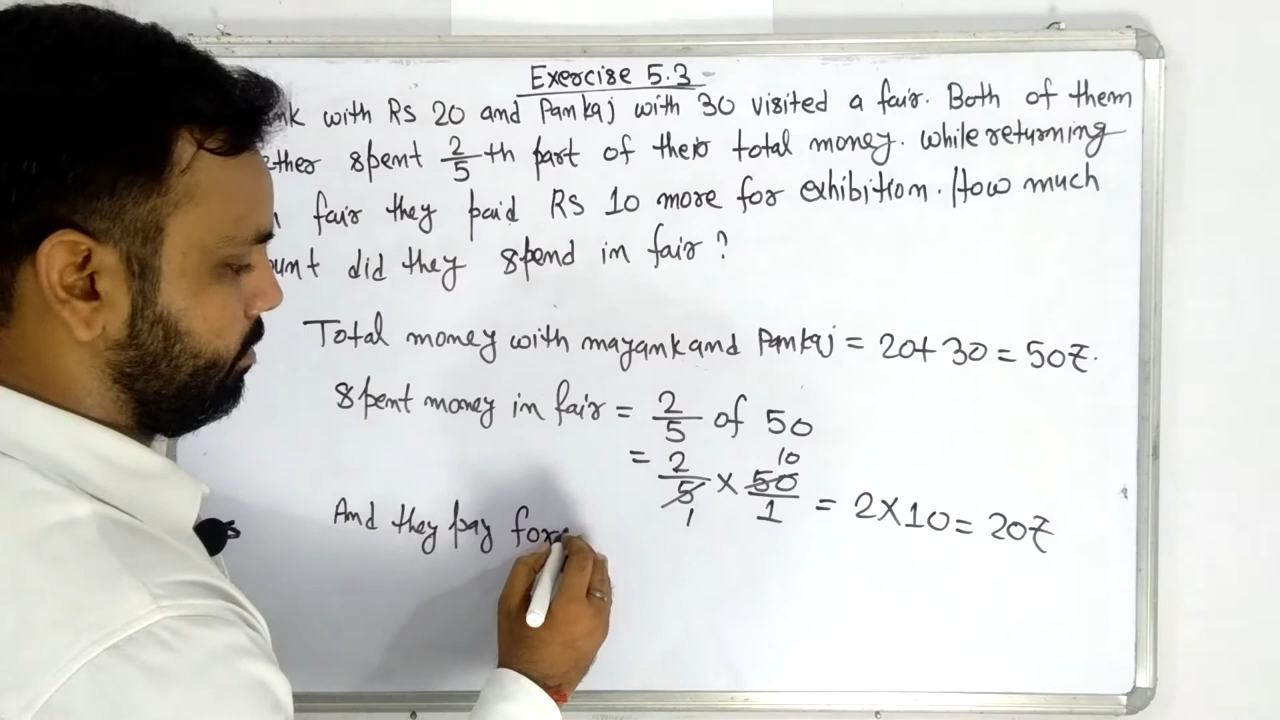 Exercise 5.3
with Rs 20 and Pankaj with 30 visited a fair. Both of them
spent 2/5 th part of their total money. while returning
fair they paid Rs 10 more for exhibition. How much
did they spend in fair ?
Total money with mayank and Pankaj = 20+ 30 = 50₹.
Spent money in fair = 2/5 of 50
= 2/5 × 50/1 = 2×10 = 20₹
10
1
And they pay for